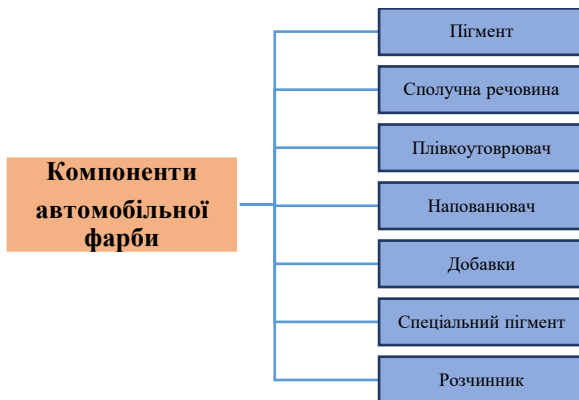 Компоненти
автомобільної
фарби
Пігмент
Сполучна речовина
Плівкоутоврювач
Напованювач
Добавки
Спеціальний пігмент
Розчинник